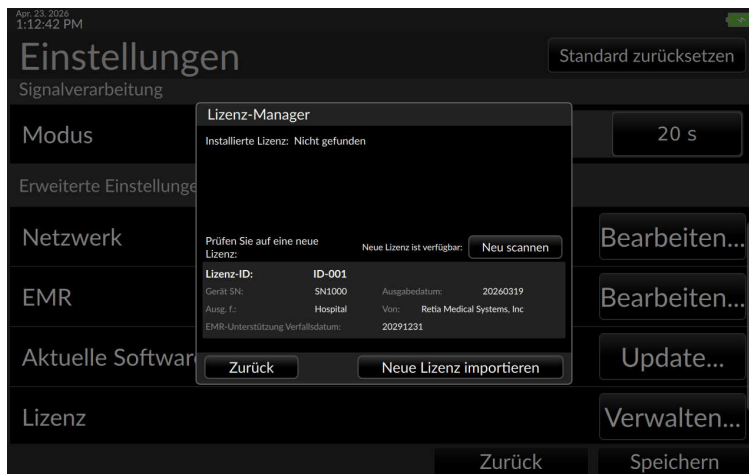 Apr. 23, 2026
1:12:42 PM
Einstellungen
Standard zurücksetzen
Signalverarbeitung
Modus
20 s
Erweiterte Einstellunge
Netzwerk
Bearbeiten...
EMR
Bearbeiten...
Aktuelle Softwar
Update...
Lizenz
Verwalten...
Zurück
Speichern
Lizenz-Manager
Installierte Lizenz: Nicht gefunden
Prüfen Sie auf eine neue
Lizenz:
Neue Lizenz ist verfügbar:
Neu scannen
Lizenz-ID: ID-001
Gerät SN: SN1000 Ausgabedatum: 20260319
Ausg. f.: Hospital Von: Retia Medical Systems, Inc
EMR-Unterstützung Verfallsdatum: 20291231
Zurück
Neue Lizenz importieren